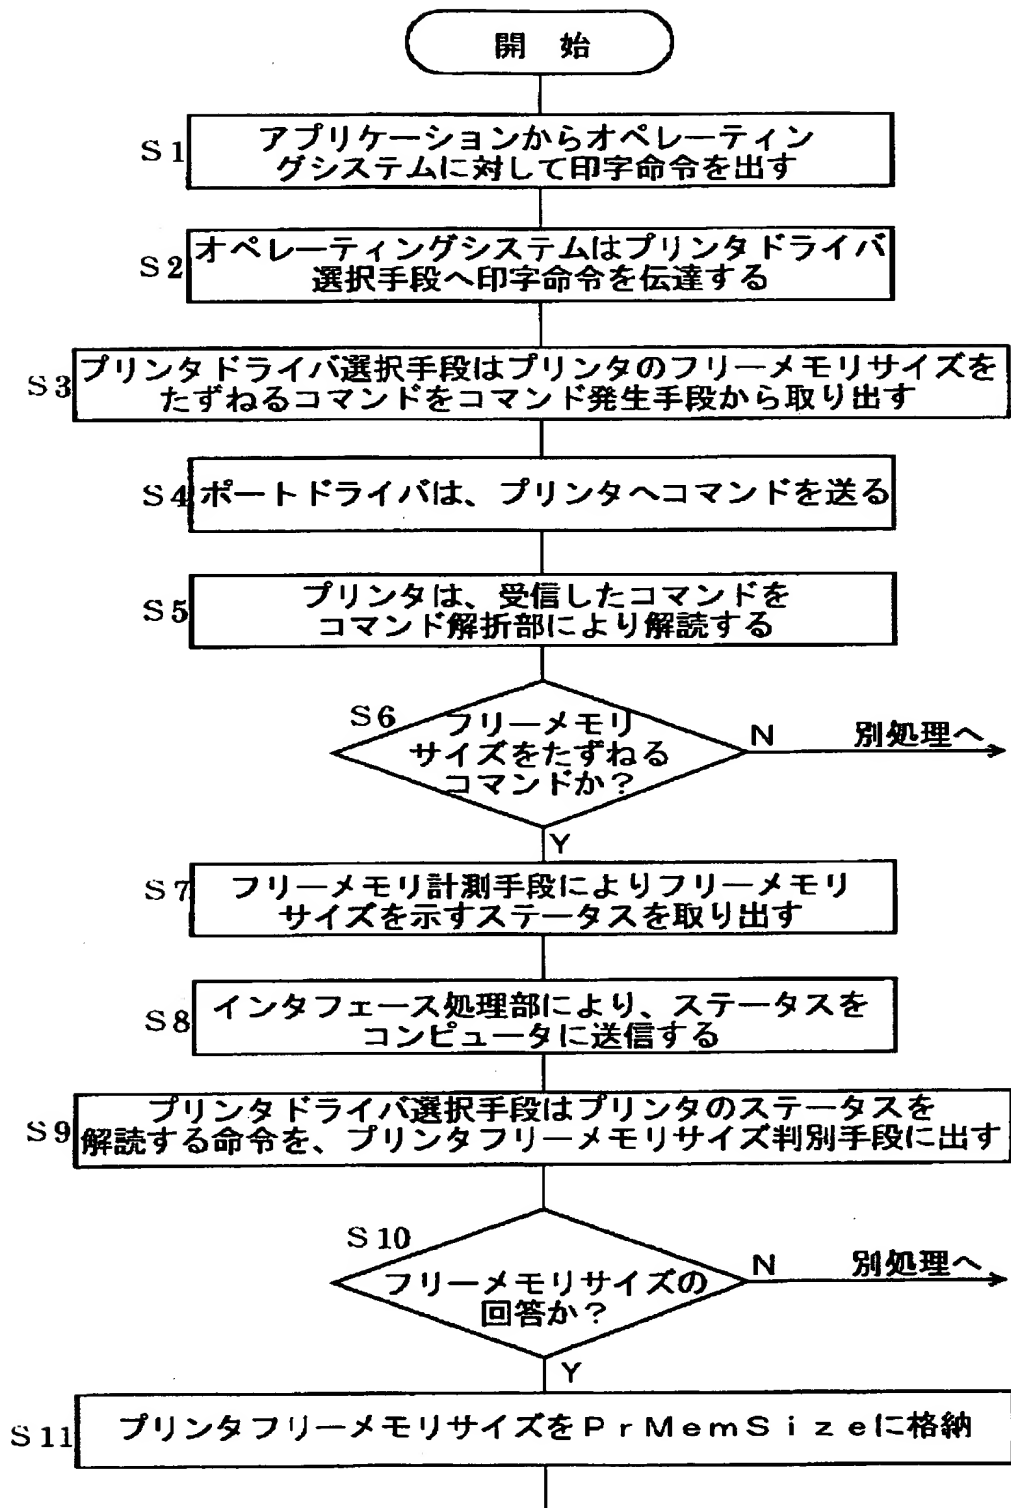 開 始
S1
アプリケーションからオペレーティン
グシステムに対して印字命令を出す
S2
オペレーティングシステムはプリンタドライバ
選択手段へ印字命令を伝達する
S3
プリンタドライバ選択手段はプリンタのフリーメモリサイズを
たずねるコマンドをコマンド発生手段から取り出す
S4
ポートドライバは、プリンタへコマンドを送る
S5
プリンタは、受信したコマンドを
コマンド解折部により解読する
S6
フリーメモリ
サイズをたずねる
コマンドか？
N 別処理へ
Y
S7
フリーメモリ計測手段によりフリーメモリ
サイズを示すステータスを取り出す
S8
インタフェース処理部により、ステータスを
コンピュータに送信する
S9
プリンタドライバ選択手段はプリンタのステータスを
解読する命令を、プリンタフリーメモリサイズ判別手段に出す
S10
フリーメモリサイズの
回答か？
N 別処理へ
Y
S11
プリンタフリーメモリサイズをＰｒＭｅｍＳｉｚｅに格納